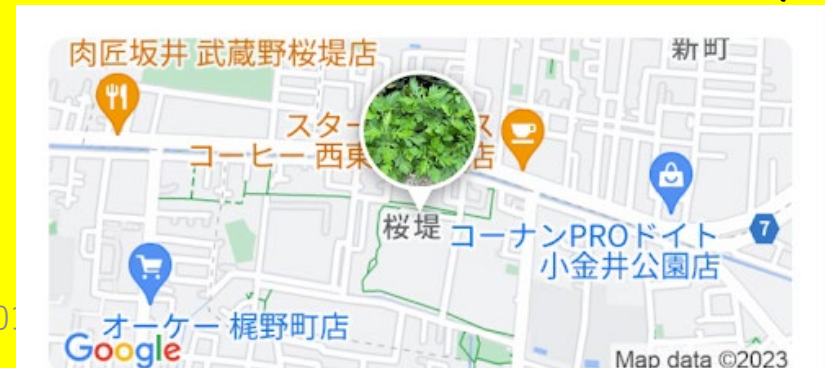 肉匠坂井 武蔵野桜堤店
新町
スター
ス
コーヒー 西東
店
桜堤
コーナンPROドイト
小金井公園店
7
オーケー 梶野町店
Google
Map data ©2023